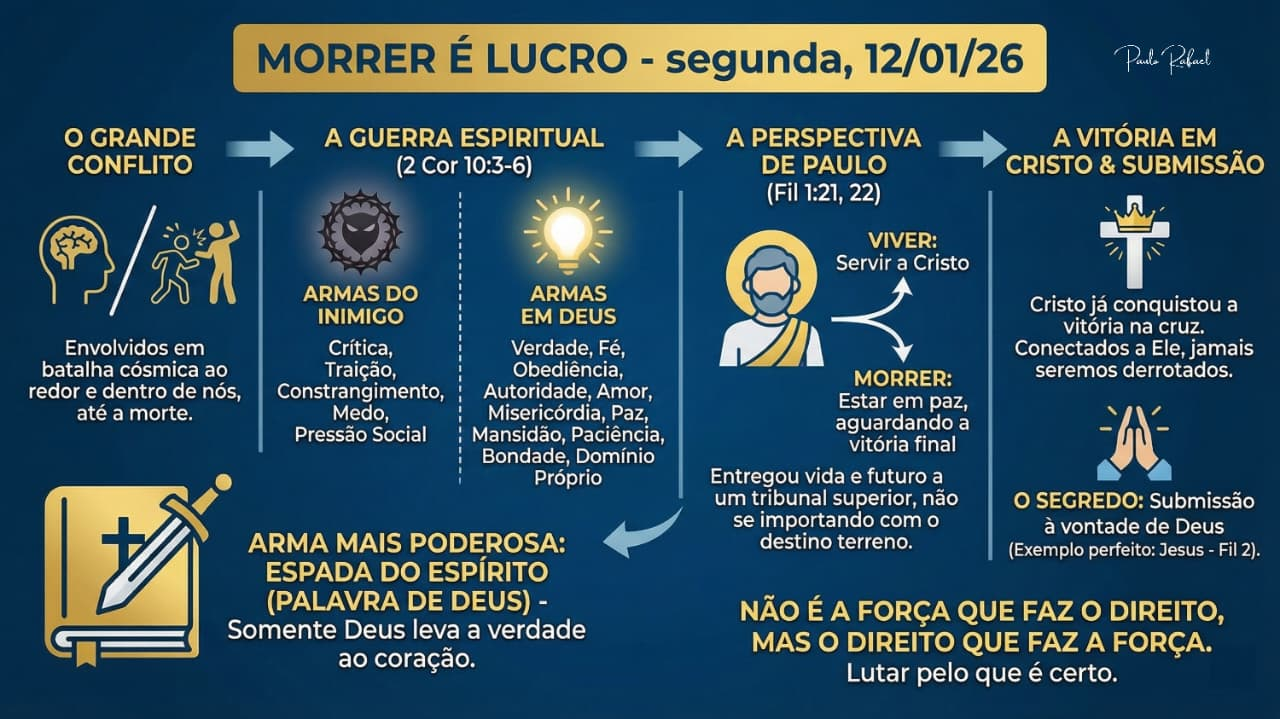 MORRER É LUCRO - segunda, 12/01/26
Paulo Rafael
O GRANDE
CONFLITO
Envolvidos em
batalha cósmica ao
redor e dentro de nós,
até a morte.
A GUERRA ESPIRITUAL
(2 Cor 10:3-6)
ARMAS DO
INIMIGO
Crítica,
Traição,
Constrangimento,
Medo,
Pressão Social
ARMAS
EM DEUS
Verdade, Fé,
Obediência,
Autoridade, Amor,
Misericórdia, Paz,
Mansidão, Paciência,
Bondade, Domínio
Próprio
A PERSPECTIVA
DE PAULO
(Fil 1:21, 22)
VIVER:
Servir a Cristo
MORRER:
Estar em paz,
aguardando a
vitória final
Entregou vida e futuro a
um tribunal superior, não
se importando com o
destino terreno.
A VITÓRIA EM
CRISTO & SUBMISSÃO
Cristo já conquistou a
vitória na cruz.
Conectados a Ele, jamais
seremos derrotados.
O SEGREDO: Submissão
à vontade de Deus
(Exemplo perfeito: Jesus - Fil 2).
ARMA MAIS PODEROSA:
ESPADA DO ESPÍRITO
(PALAVRA DE DEUS) -
Somente Deus leva a verdade
ao coração.
NÃO É A FORÇA QUE FAZ O DIREITO,
MAS O DIREITO QUE FAZ A FORÇA.
Lutar pelo que é certo.